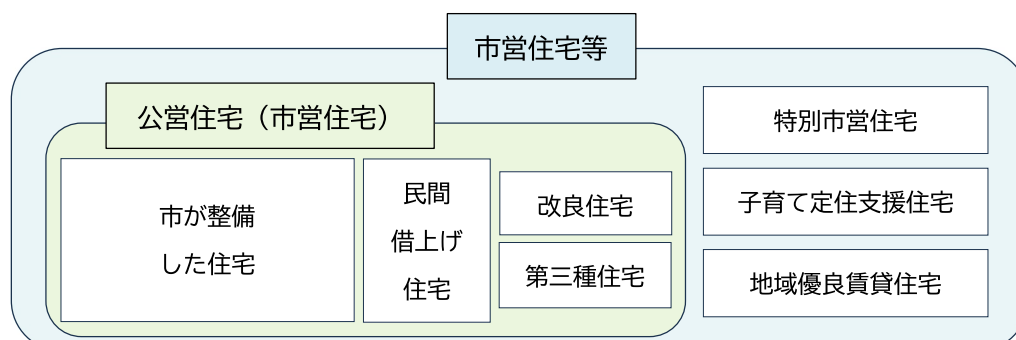 市営住宅等
公営住宅（市営住宅）
市が整備
した住宅
民間
借上げ
住宅
改良住宅
第三種住宅
特別市営住宅
子育て定住支援住宅
地域優良賃貸住宅